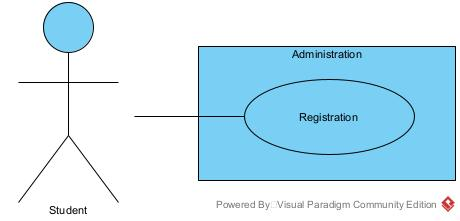 Administration
Registration
Student
Powered By Visual Paradigm Community Edition